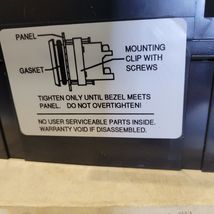 PANEL
MOUNTING
CLIP WITH
SCREWS
GASKET
TIGHTEN ONLY UNTIL BEZEL MEETS
PANEL. DO NOT OVERTIGHTEN!
NO USER SERVICEABLE PARTS INSIDE.
WARRANTY VOID IF DISASSEMBLED.